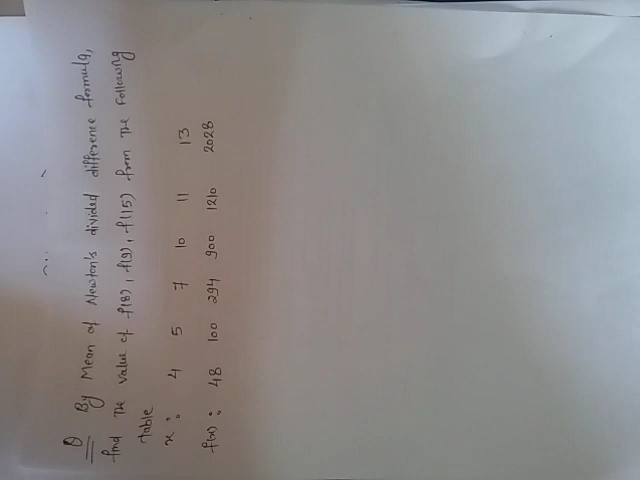 Q By Mean of Newton's divided difference formula,
find The value of f(8), f(9), f(15) from The Following
table
x : 4 5 7 10 11 13
f(x) : 48 100 294 900 1210 2028